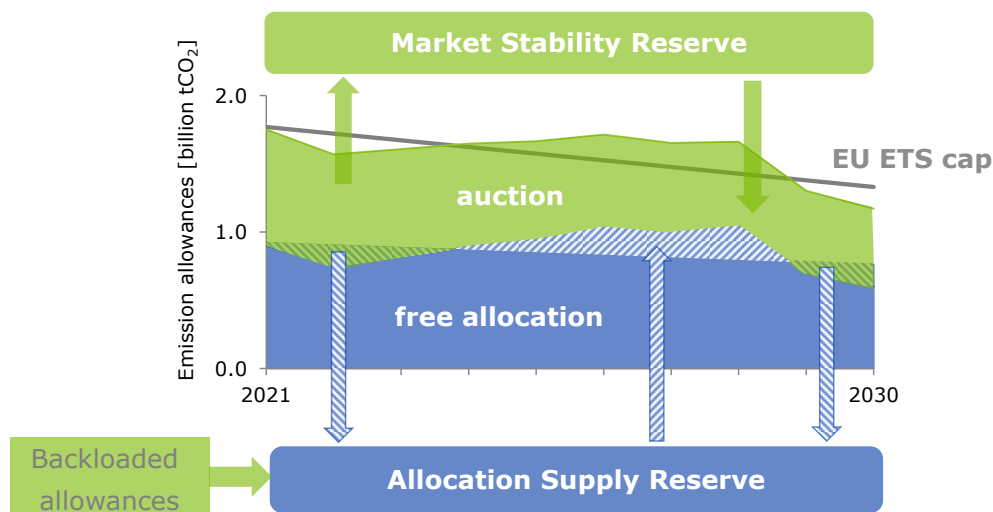 Market Stability Reserve
Emission allowances [billion tCO₂]
2.0
1.0
0.0
EU ETS cap
auction
free allocation
2021
2030
Backloaded
allowances
Allocation Supply Reserve